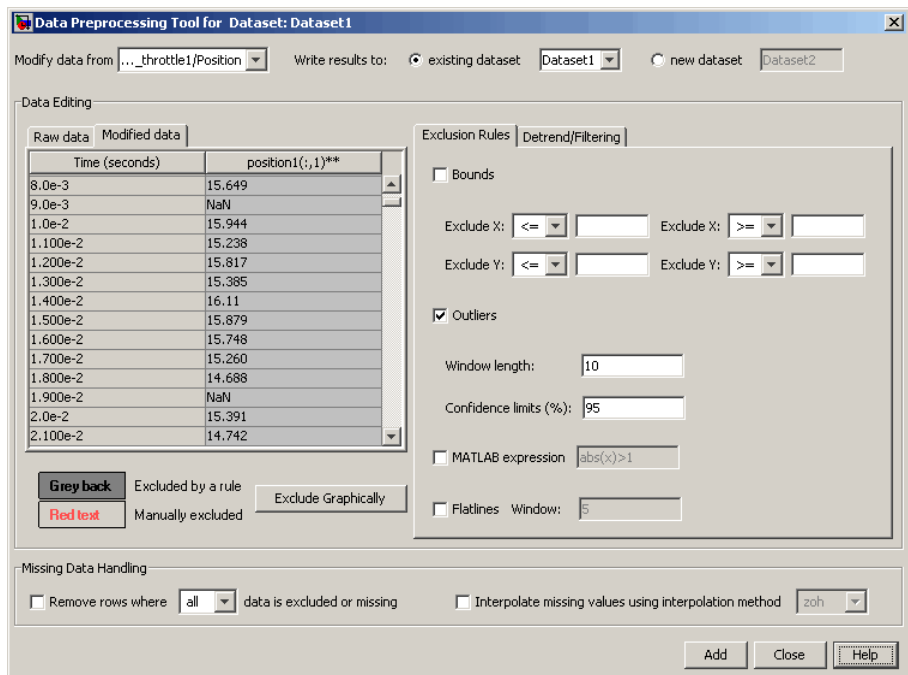 Data Preprocessing Tool for Dataset: Dataset1
Modify data from ..._throttle1/Position Write results to: existing dataset Dataset1 new dataset Dataset2
Data Editing
Raw data Modified data
Time (seconds) position1(:,1)**
8.0e-3 15.649
9.0e-3 NaN
1.0e-2 15.944
1.100e-2 15.238
1.200e-2 15.817
1.300e-2 15.385
1.400e-2 16.11
1.500e-2 15.879
1.600e-2 15.748
1.700e-2 15.260
1.800e-2 14.688
1.900e-2 NaN
2.0e-2 15.391
2.100e-2 14.742
Grey back Excluded by a rule
Red text Manually excluded
Exclude Graphically
Exclusion Rules Detrend/Filtering
Bounds
Exclude X: <= Exclude X: >=
Exclude Y: <= Exclude Y: >=
Outliers
Window length: 10
Confidence limits (%): 95
MATLAB expression abs(x)>1
Flatlines Window: 5
Missing Data Handling
Remove rows where all data is excluded or missing Interpolate missing values using interpolation method zoh
Add Close Help